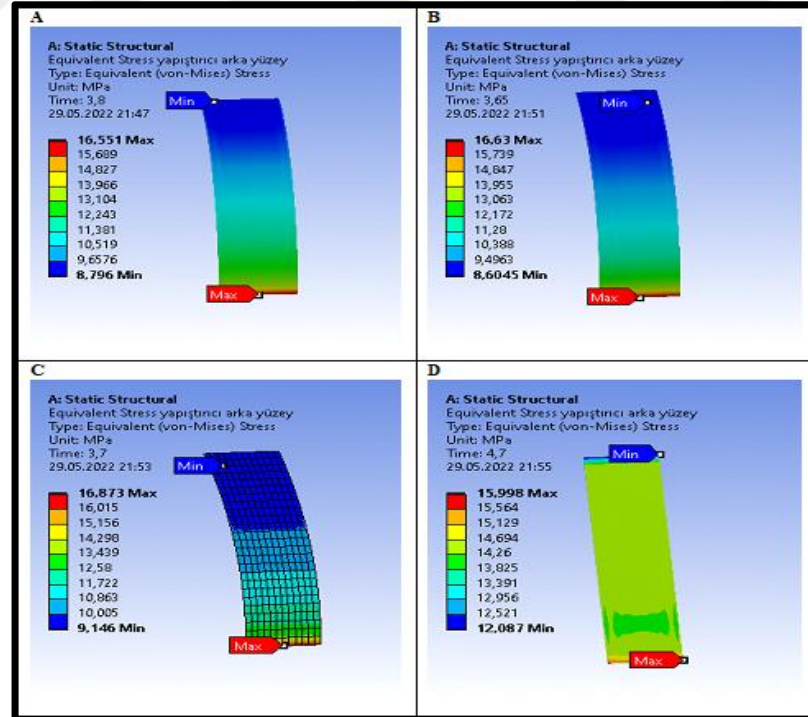 A
A: Static Structural
Equivalent Stress yapıştırıcı arka yüzey
Type: Equivalent (von-Mises) Stress
Unit: MPa
Time: 3,8
29.05.2022 21:47
16,551 Max
15,689
14,827
13,966
13,104
12,243
11,381
10,519
9,6576
8,796 Min
Min
Max
B
A: Static Structural
Equivalent Stress yapıştırıcı arka yüzey
Type: Equivalent (von-Mises) Stress
Unit: MPa
Time: 3,65
29.05.2022 21:51
16,63 Max
15,739
14,847
13,955
13,063
12,172
11,28
10,388
9,4963
8,6045 Min
Min
Max
C
A: Static Structural
Equivalent Stress yapıştırıcı arka yüzey
Type: Equivalent (von-Mises) Stress
Unit: MPa
Time: 3,7
29.05.2022 21:53
16,873 Max
16,015
15,156
14,298
13,439
12,58
11,722
10,863
10,005
9,146 Min
Min
Max
D
A: Static Structural
Equivalent Stress yapıştırıcı arka yüzey
Type: Equivalent (von-Mises) Stress
Unit: MPa
Time: 4,7
29.05.2022 21:55
15,998 Max
15,564
15,129
14,694
14,26
13,825
13,391
12,956
12,521
12,087 Min
Min
Max